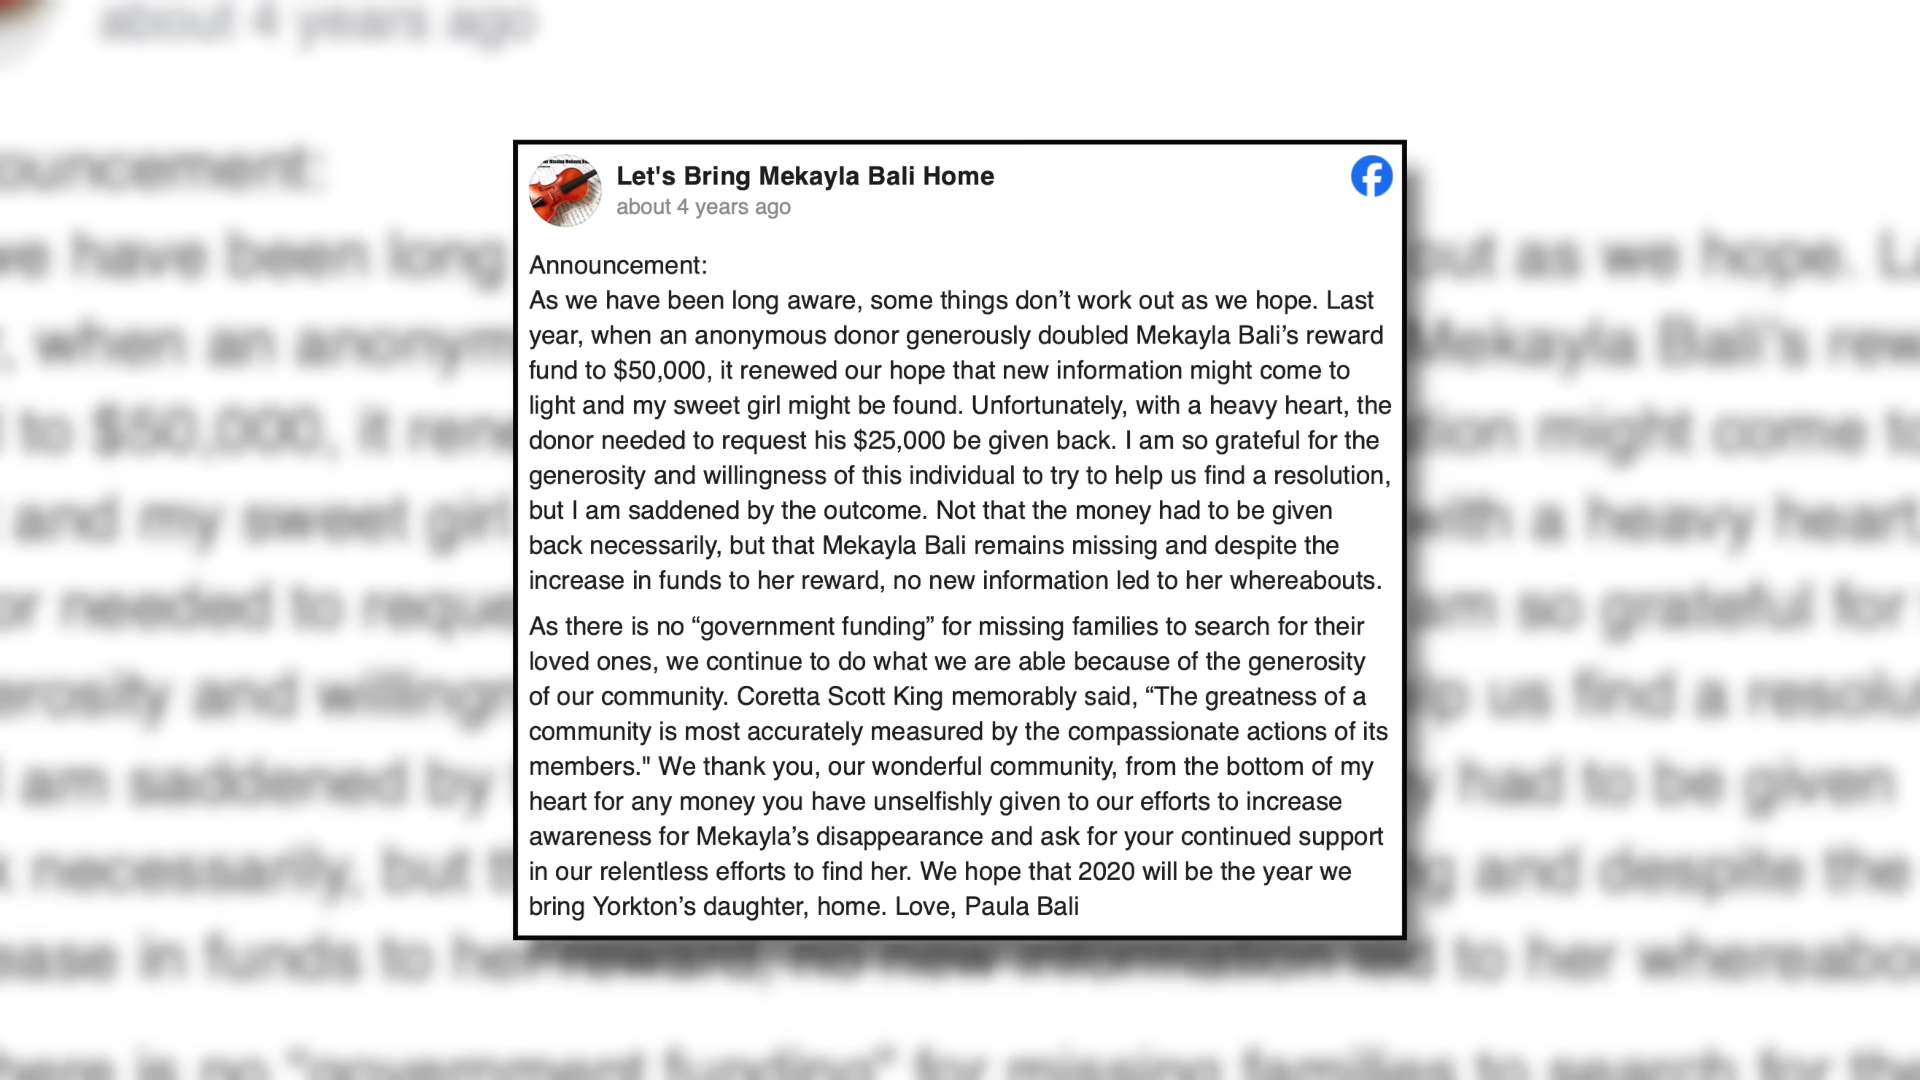 about 4 years ago
Let's Bring Mekayla Bali Home
about 4 years ago
Announcement:
As we have been long aware, some things don’t work out as we hope. Last
year, when an anonymous donor generously doubled Mekayla Bali’s reward
fund to $50,000, it renewed our hope that new information might come to
light and my sweet girl might be found. Unfortunately, with a heavy heart, the
donor needed to request his $25,000 be given back. I am so grateful for the
generosity and willingness of this individual to try to help us find a resolution,
but I am saddened by the outcome. Not that the money had to be given
back necessarily, but that Mekayla Bali remains missing and despite the
increase in funds to her reward, no new information led to her whereabouts.
As there is no “government funding” for missing families to search for their
loved ones, we continue to do what we are able because of the generosity
of our community. Coretta Scott King memorably said, “The greatness of a
community is most accurately measured by the compassionate actions of its
members." We thank you, our wonderful community, from the bottom of my
heart for any money you have unselfishly given to our efforts to increase
awareness for Mekayla’s disappearance and ask for your continued support
in our relentless efforts to find her. We hope that 2020 will be the year we
bring Yorkton’s daughter, home. Love, Paula Bali